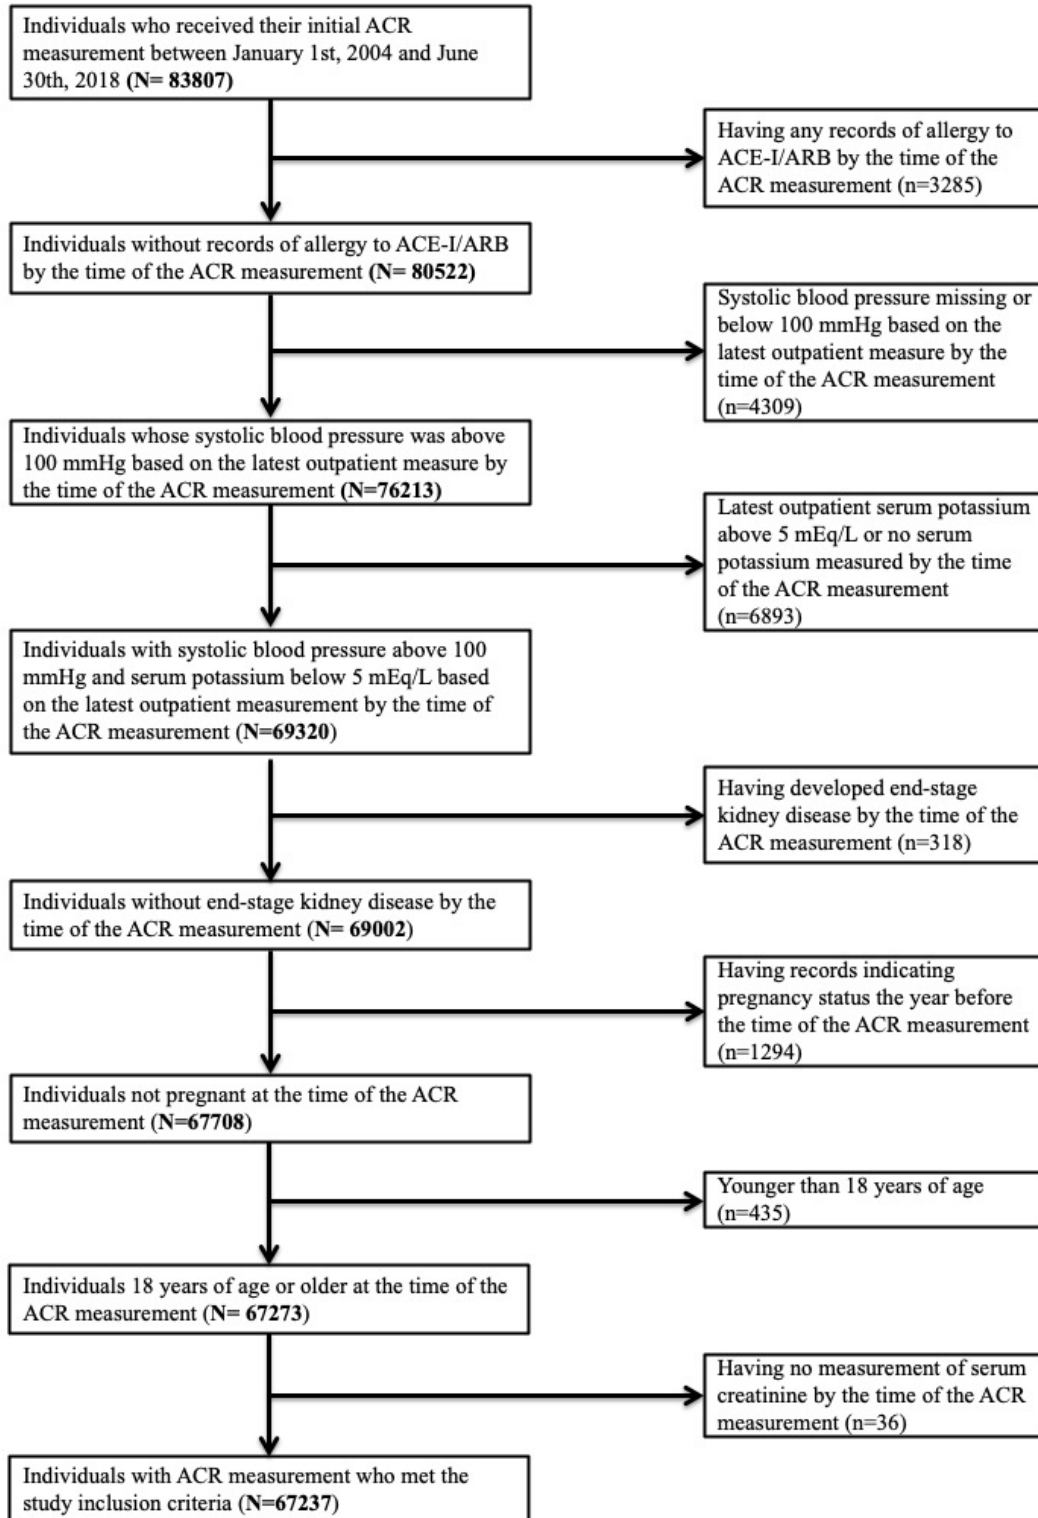 Individuals who received their initial ACR
measurement between January 1st, 2004 and June
30th, 2018 (N= 83807)
Having any records of allergy to
ACE-I/ARB by the time of the
ACR measurement (n=3285)
Individuals without records of allergy to ACE-I/ARB
by the time of the ACR measurement (N= 80522)
Systolic blood pressure missing or
below 100 mmHg based on the
latest outpatient measure by the
time of the ACR measurement
(n=4309)
Individuals whose systolic blood pressure was above
100 mmHg based on the latest outpatient measure by
the time of the ACR measurement (N=76213)
Latest outpatient serum potassium
above 5 mEq/L or no serum
potassium measured by the time
of the ACR measurement
(n=6893)
Individuals with systolic blood pressure above 100
mmHg and serum potassium below 5 mEq/L based
on the latest outpatient measurement by the time of
the ACR measurement (N=69320)
Having developed end-stage
kidney disease by the time of the
ACR measurement (n=318)
Individuals without end-stage kidney disease by the
time of the ACR measurement (N= 69002)
Having records indicating
pregnancy status the year before
the time of the ACR measurement
(n=1294)
Individuals not pregnant at the time of the ACR
measurement (N=67708)
Younger than 18 years of age
(n=435)
Individuals 18 years of age or older at the time of the
ACR measurement (N= 67273)
Having no measurement of serum
creatinine by the time of the ACR
measurement (n=36)
Individuals with ACR measurement who met the
study inclusion criteria (N=67237)